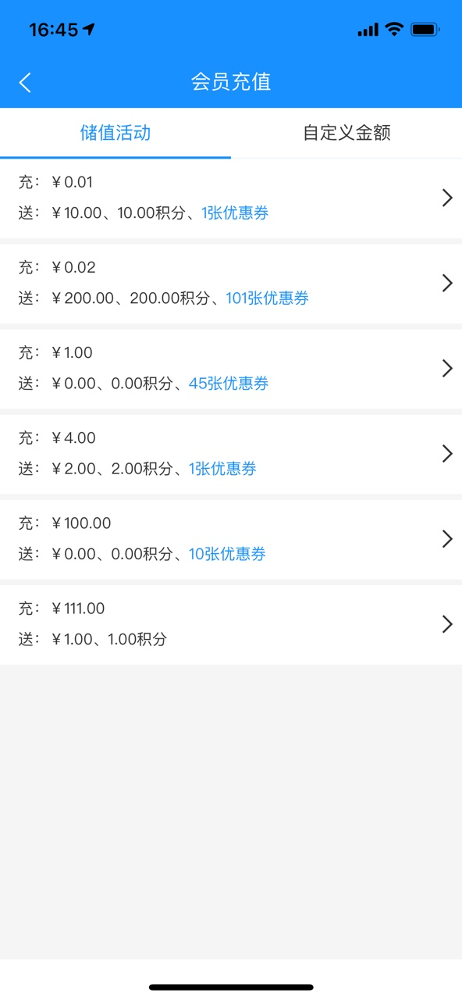 16:45
会员充值
储值活动
自定义金额
充：￥0.01
送：￥10.00、10.00积分、1张优惠券
充：￥0.02
送：￥200.00、200.00积分、101张优惠券
充：￥1.00
送：￥0.00、0.00积分、45张优惠券
充：￥4.00
送：￥2.00、2.00积分、1张优惠券
充：￥100.00
送：￥0.00、0.00积分、10张优惠券
充：￥111.00
送：￥1.00、1.00积分